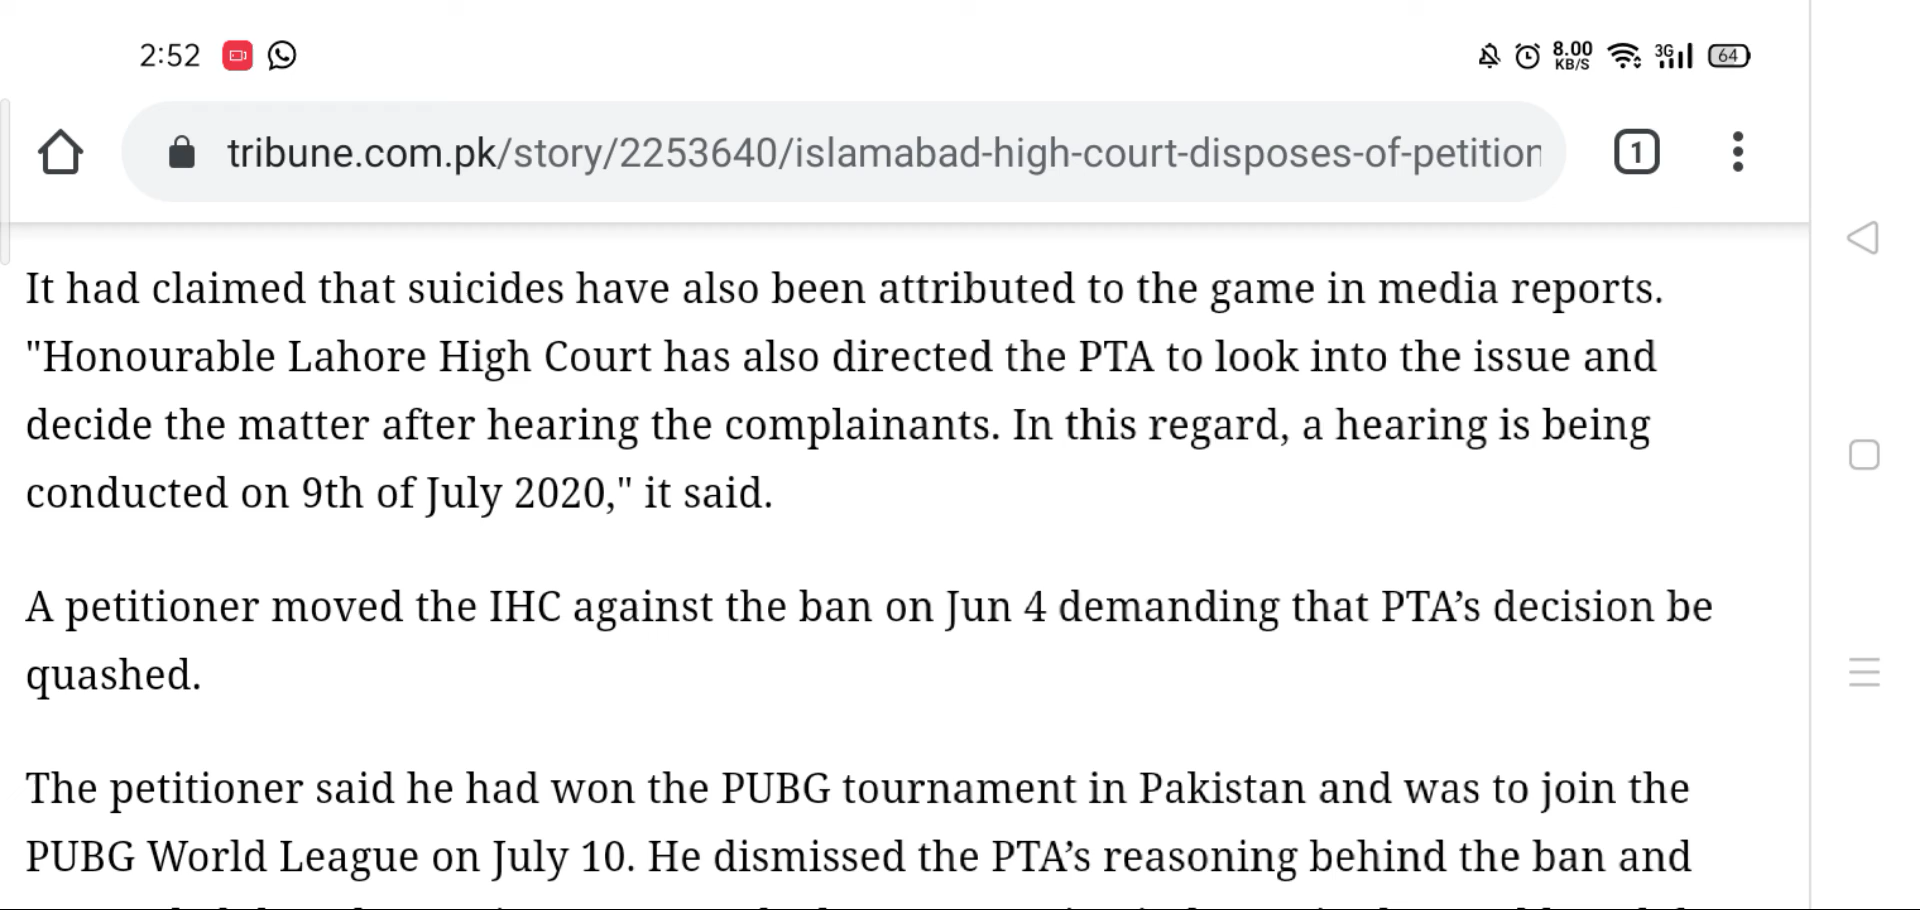 2:52
8.00
KB/S
3G
64
tribune.com.pk/story/2253640/islamabad-high-court-disposes-of-petition
1
It had claimed that suicides have also been attributed to the game in media reports.
"Honourable Lahore High Court has also directed the PTA to look into the issue and
decide the matter after hearing the complainants. In this regard, a hearing is being
conducted on 9th of July 2020," it said.
A petitioner moved the IHC against the ban on Jun 4 demanding that PTA’s decision be
quashed.
The petitioner said he had won the PUBG tournament in Pakistan and was to join the
PUBG World League on July 10. He dismissed the PTA’s reasoning behind the ban and